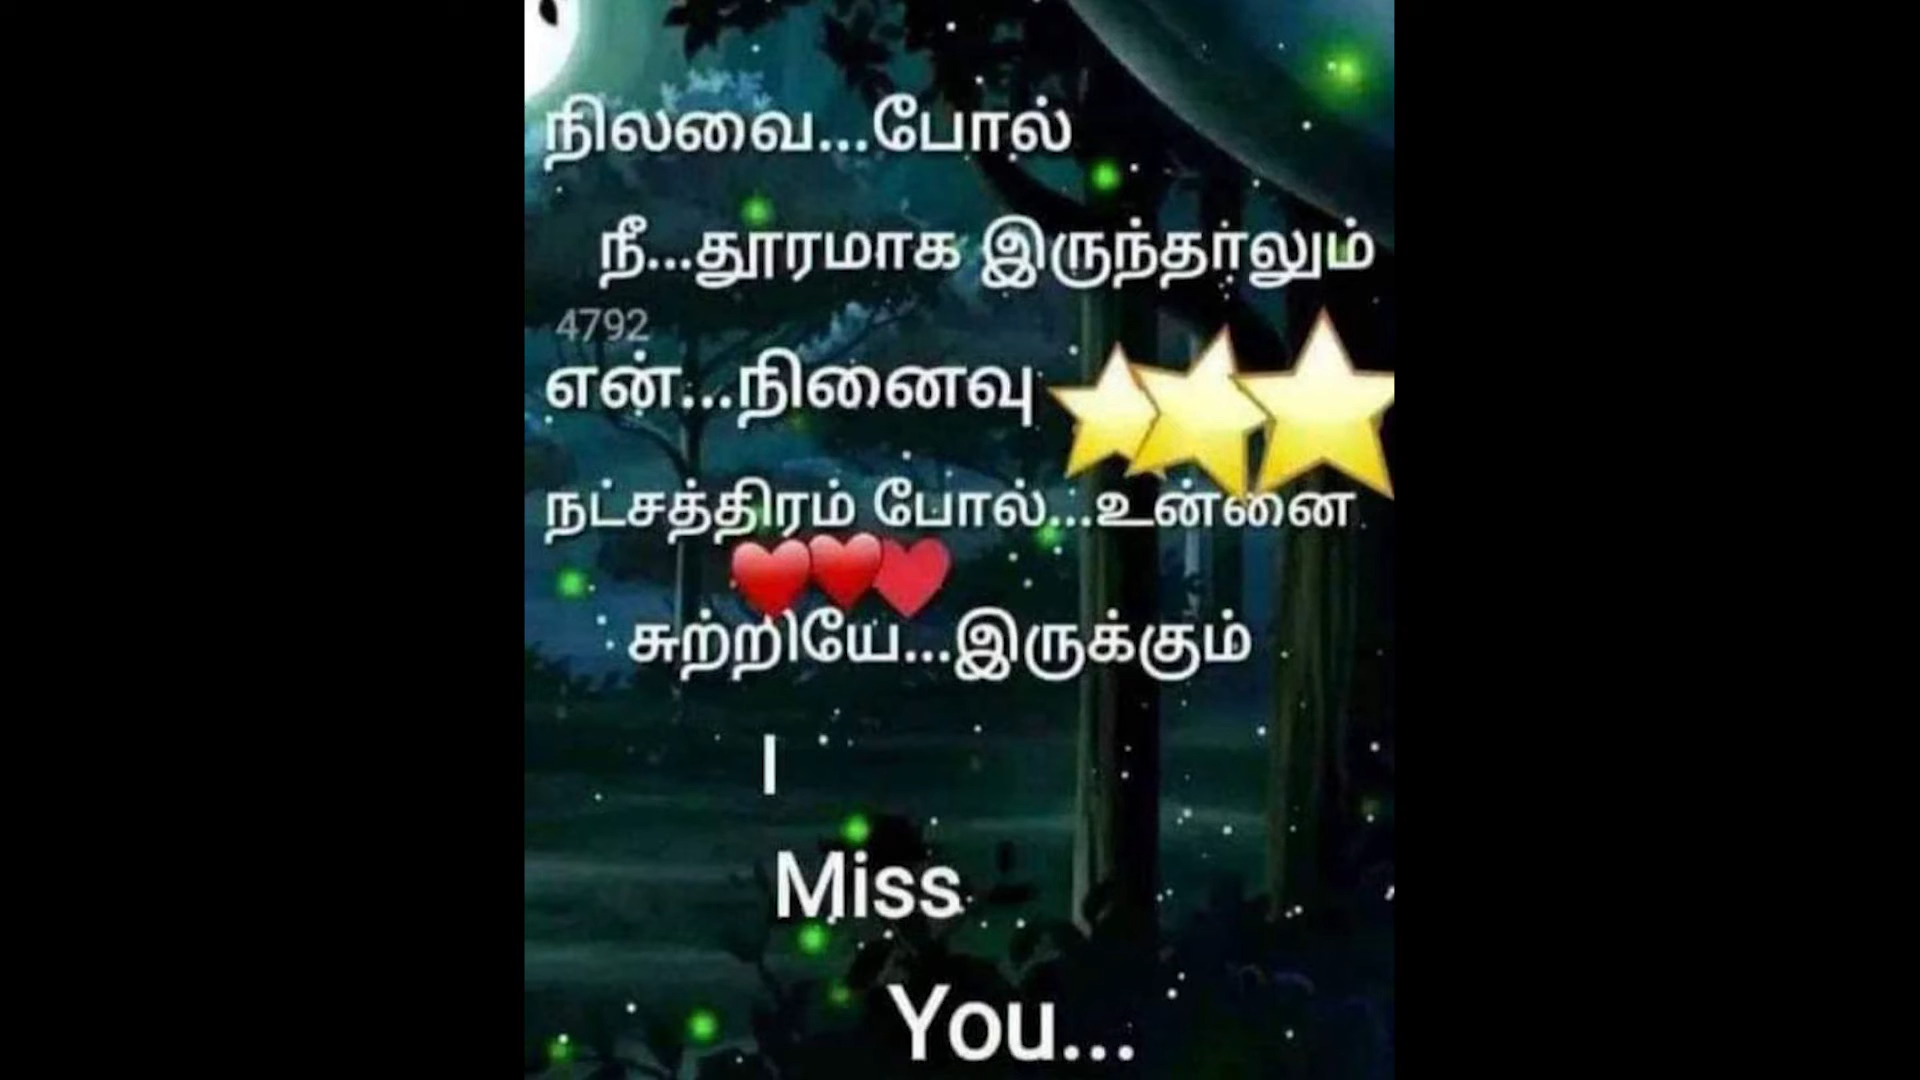 நிலவை...போல்
நீ...தூரமாக இருந்தாலும்
4792
என்...நினைவு
நட்சத்திரம் போல்...உன்னை
சுற்றியே...இருக்கும்
I
Miss
You...